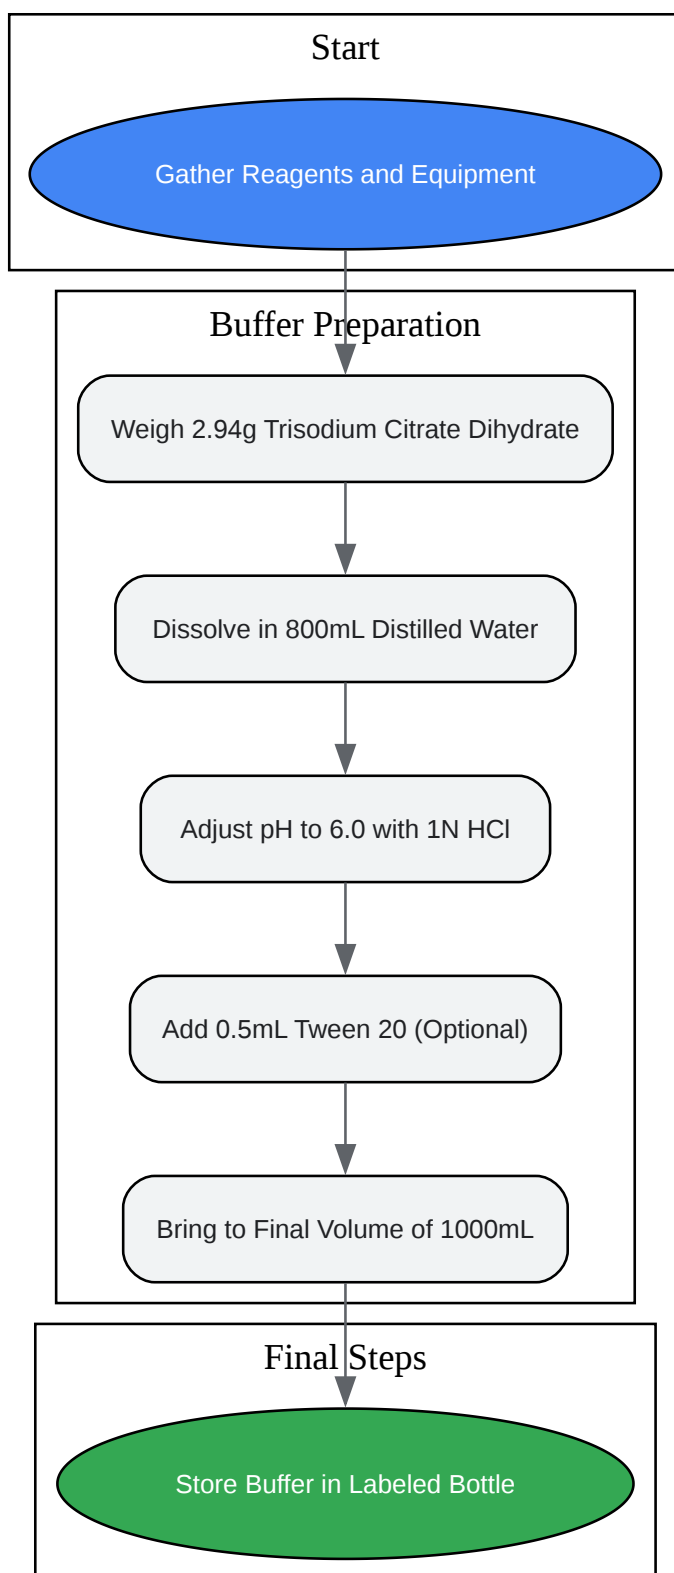 Start
Gather Reagents and Equipment
Buffer Preparation
Weigh 2.94g Trisodium Citrate Dihydrate
Dissolve in 800mL Distilled Water
Adjust pH to 6.0 with 1N HCl
Add 0.5mL Tween 20 (Optional)
Bring to Final Volume of 1000mL
Final Steps
Store Buffer in Labeled Bottle